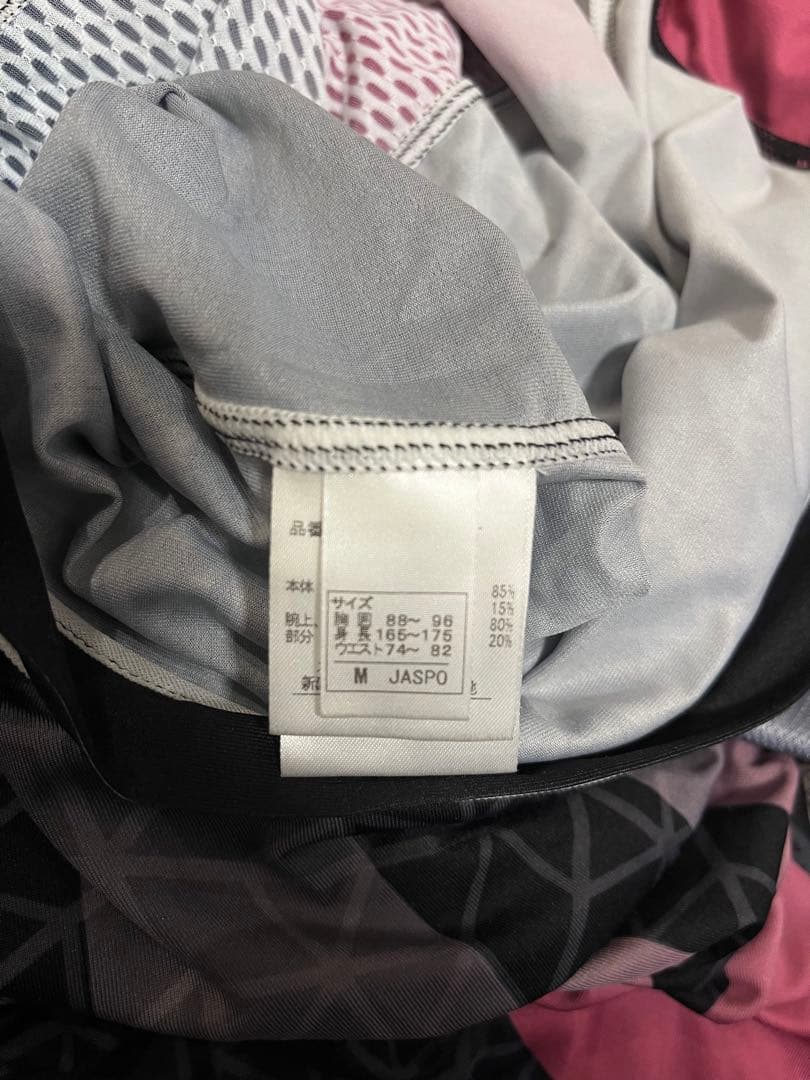 品番
本体 85%
15%
腕上、 80%
部分 20%
サイズ
胸囲 88～ 96
身長 165～175
ウエスト 74～ 82
M JASPO